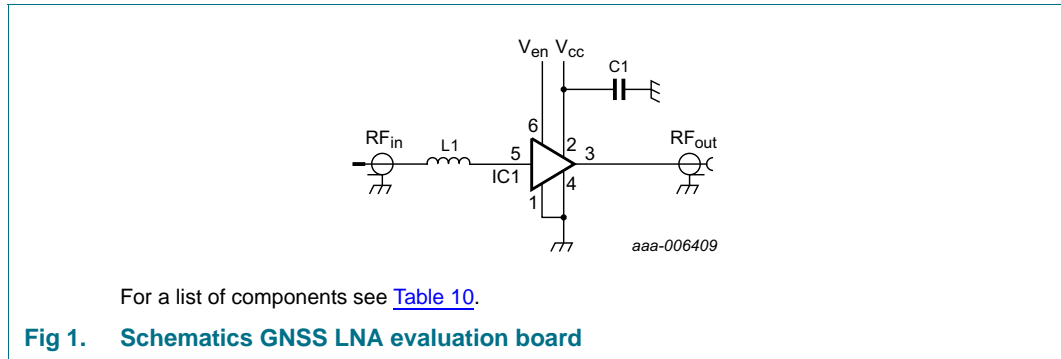 Ven Vcc
C1
RFin
L1
5
6
2
3
RFout
IC1
1
4
aaa-006409
For a list of components see Table 10.
Fig 1. Schematics GNSS LNA evaluation board